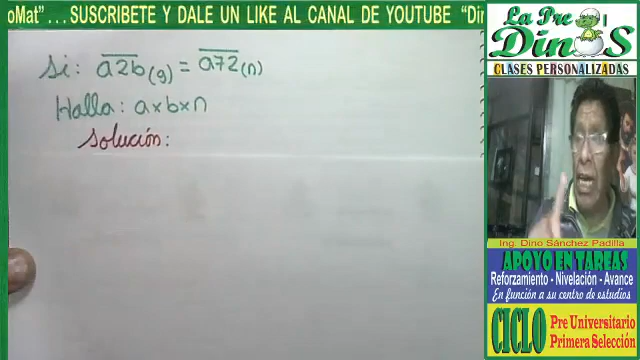 oMat"... SUSCRIBETE Y DALE UN LIKE AL CANAL DE YOUTUBE "Din
La Pre
DinoS
CLASES PERSONALIZADAS
Si: a2b(9) = a72(n)
Halla: a x b x n
Solución:
Ing. Dino Sánchez Padilla
APOYO EN TAREAS
Reforzamiento - Nivelación - Avance
En función a su centro de estudios
CICLO Pre Universitario
Primera Selección